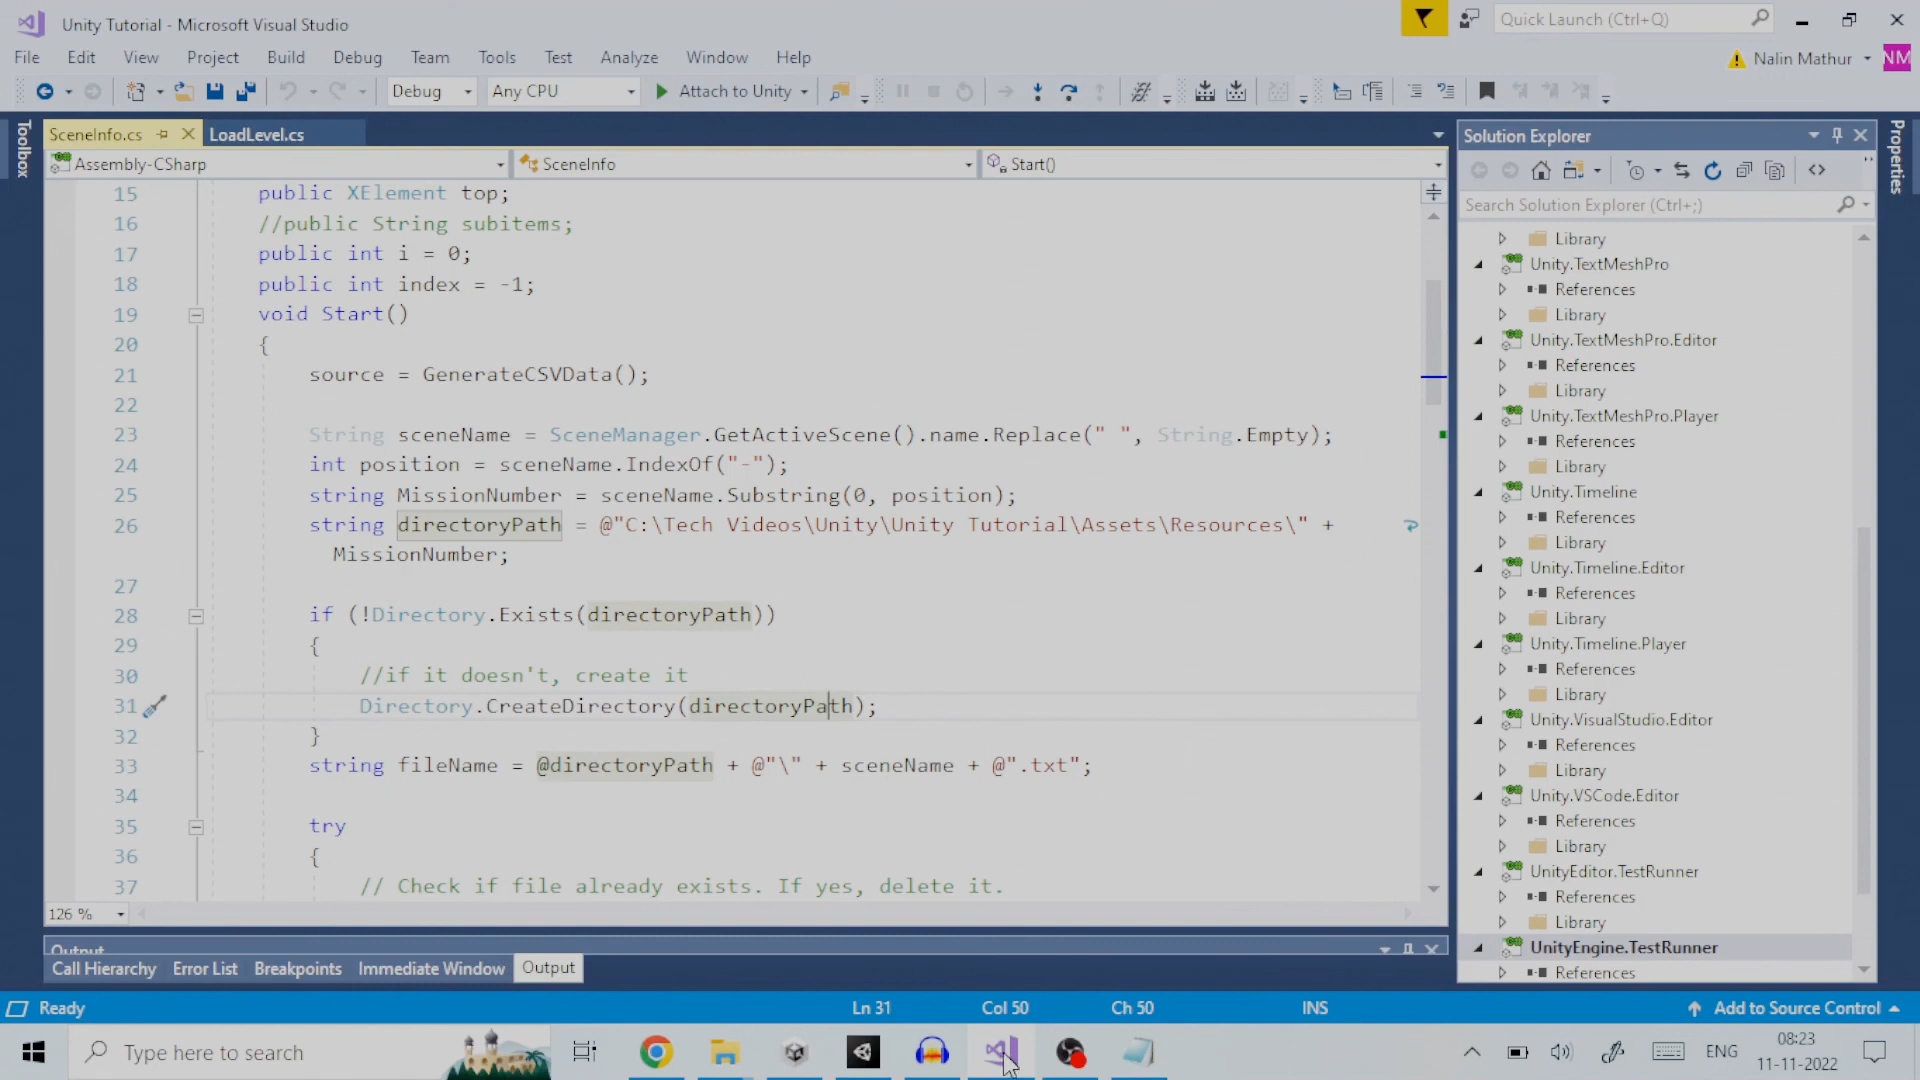 Unity Tutorial - Microsoft Visual Studio
Quick Launch (Ctrl+Q)
File Edit View Project Build Debug Team Tools Test Analyze Window Help
Nalin Mathur NM
Debug Any CPU Attach to Unity
Toolbox
SceneInfo.cs LoadLevel.cs
Assembly-CSharp SceneInfo Start()
15 public XElement top;
16 //public String subitems;
17 public int i = 0;
18 public int index = -1;
19 void Start()
20 {
21 source = GenerateCSVData();
22
23 String sceneName = SceneManager.GetActiveScene().name.Replace(" ", String.Empty);
24 int position = sceneName.IndexOf("-");
25 string MissionNumber = sceneName.Substring(0, position);
26 string directoryPath = @"C:\Tech Videos\Unity\Unity Tutorial\Assets\Resources\" +
MissionNumber;
27
28 if (!Directory.Exists(directoryPath))
29 {
30 //if it doesn't, create it
31 Directory.CreateDirectory(directoryPath);
32 }
33 string fileName = @directoryPath + @"\" + sceneName + @".txt";
34
35 try
36 {
37 // Check if file already exists. If yes, delete it.
126 %
Output
Call Hierarchy Error List Breakpoints Immediate Window Output
Solution Explorer
Search Solution Explorer (Ctrl+;)
Library
Unity.TextMeshPro
References
Library
Unity.TextMeshPro.Editor
References
Library
Unity.TextMeshPro.Player
References
Library
Unity.Timeline
References
Library
Unity.Timeline.Editor
References
Library
Unity.Timeline.Player
References
Library
Unity.VisualStudio.Editor
References
Library
Unity.VSCode.Editor
References
Library
UnityEditor.TestRunner
References
Library
UnityEngine.TestRunner
References
Properties
Ready Ln 31 Col 50 Ch 50 INS Add to Source Control
Type here to search
ENG
08:23
11-11-2022